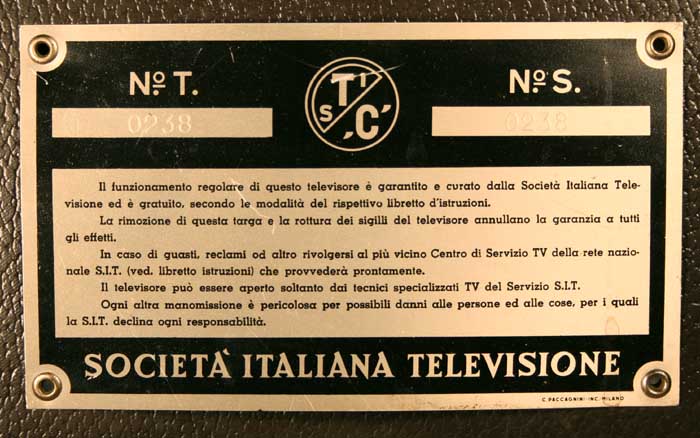 Nº T.
Nº S.
S T I "C"
0238
0238
Il funzionamento regolare di questo televisore è garantito e curato dalla Società Italiana Tele-
visione ed è gratuito, secondo le modalità del rispettivo libretto d'istruzioni.
La rimozione di questa targa e la rottura dei sigilli del televisore annullano la garanzia a tutti
gli effetti.
In caso di guasti, reclami od altro rivolgersi al più vicino Centro di Servizio TV della rete nazio-
nale S.I.T. (ved. libretto istruzioni) che provvederà prontamente.
Il televisore può essere aperto soltanto dai tecnici specializzati TV del Servizio S.I.T.
Ogni altra manomissione è pericolosa per possibili danni alle persone ed alle cose, per i quali
la S.I.T. declina ogni responsabilità.
SOCIETÀ ITALIANA TELEVISIONE
C. PACCAGNINI-INC. MILANO